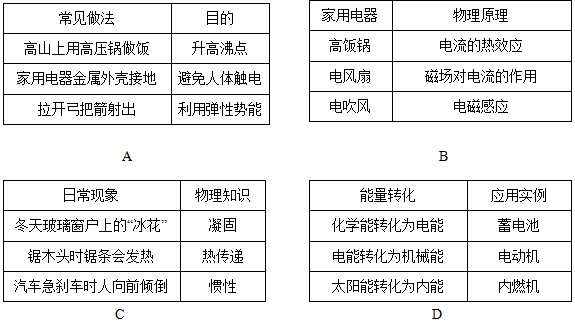 常见做法 目的
高山上用高压锅做饭 升高沸点
家用电器金属外壳接地 避免人体触电
拉开弓把箭射出 利用弹性势能
A
家用电器 物理原理
高饭锅 电流的热效应
电风扇 磁场对电流的作用
电吹风 电磁感应
B
日常现象 物理知识
冬天玻璃窗户上的“冰花” 凝固
锯木头时锯条会发热 热传递
汽车急刹车时人向前倾倒 惯性
C
能量转化 应用实例
化学能转化为电能 蓄电池
电能转化为机械能 电动机
太阳能转化为内能 内燃机
D